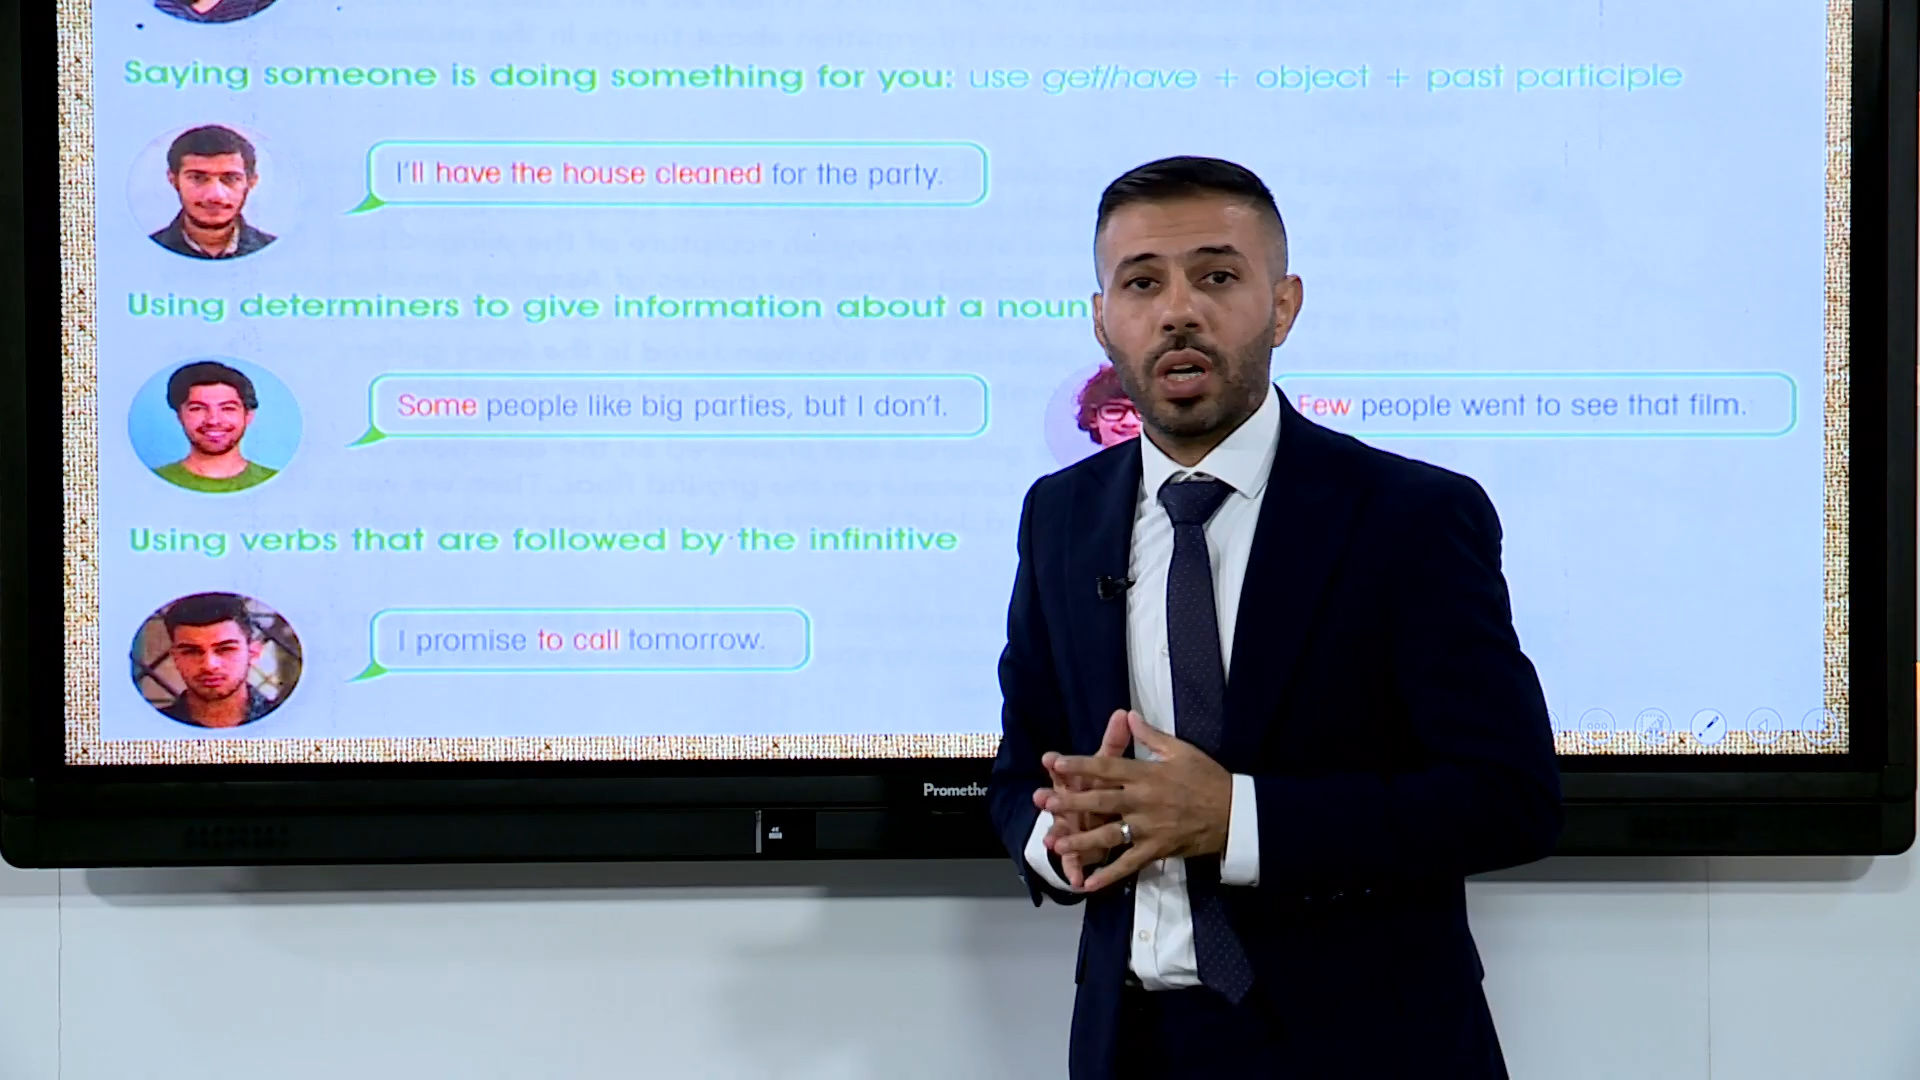 Saying someone is doing something for you: use get/have + object + past participle
I'll have the house cleaned for the party.
Using determiners to give information about a noun
Some people like big parties, but I don't.
Few people went to see that film.
Using verbs that are followed by the infinitive
I promise to call tomorrow.
Promethe